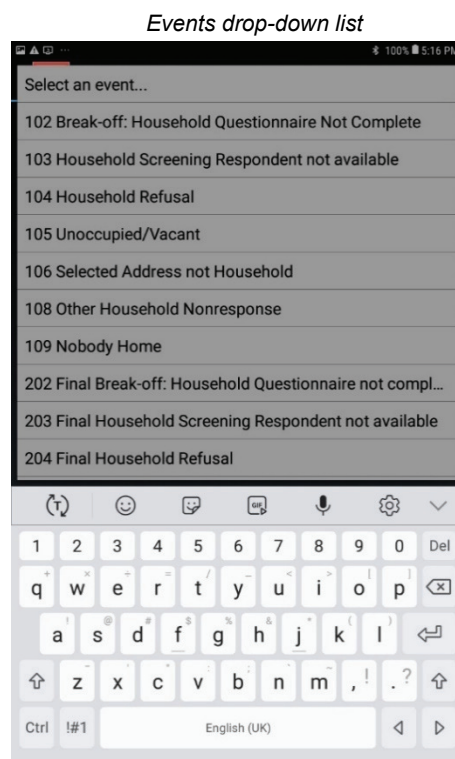 Events drop-down list
100% 5:16 PM
Select an event...
102 Break-off: Household Questionnaire Not Complete
103 Household Screening Respondent not available
104 Household Refusal
105 Unoccupied/Vacant
106 Selected Address not Household
108 Other Household Nonresponse
109 Nobody Home
202 Final Break-off: Household Questionnaire not compl...
203 Final Household Screening Respondent not available
204 Final Household Refusal
T GIF
1 2 3 4 5 6 7 8 9 0 Del
q w e r t y u i o p
a s d f g h j k l
z x c v b n m , ! . ?
Ctrl !#1 English (UK)